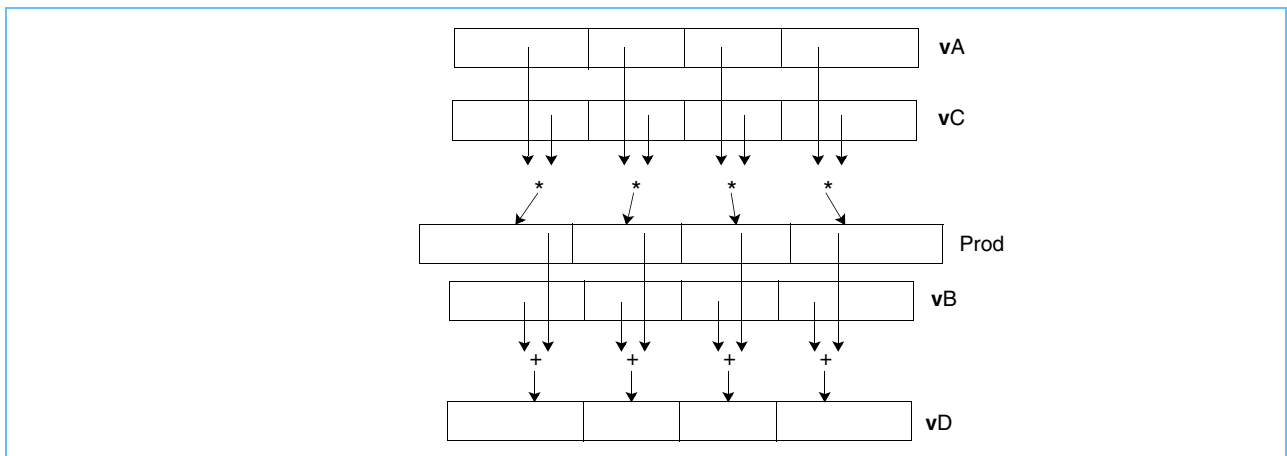 vA
vC
* * * *
Prod
vB
+ + + +
vD